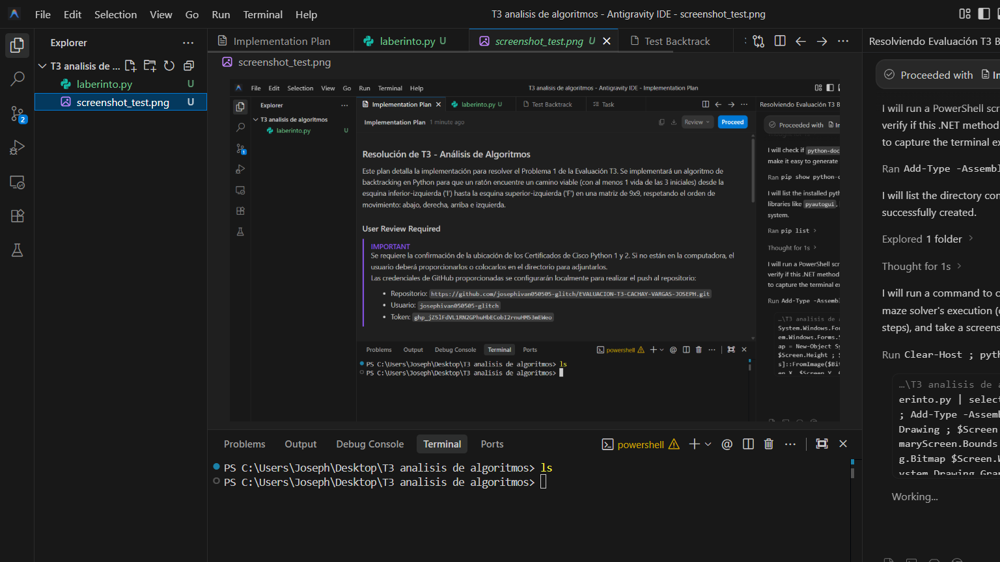 File Edit Selection View Go Run Terminal Help
T3 analisis de algoritmos - Antigravity IDE - screenshot_test.png
Explorer
T3 analisis de ...
laberinto.py U
screenshot_test.png U
2
Implementation Plan
laberinto.py U
screenshot_test.png U
Test Backtrack
screenshot_test.png
File Edit Selection View Go Run Terminal Help
T3 analisis de algoritmos - Antigravity IDE - Implementation Plan
Explorer
T3 analisis de algoritmos
laberinto.py U
1
Implementation Plan
laberinto.py U
Test Backtrack
Task
Implementation Plan 1 minute ago
Review
Proceed
Resolución de T3 - Análisis de Algoritmos
Este plan detalla la implementación para resolver el Problema 1 de la Evaluación T3. Se implementará un algoritmo de
backtracking en Python para que un ratón encuentre un camino viable (con al menos 1 vida de las 3 iniciales) desde la
esquina inferior-izquierda ('I') hasta la esquina superior-izquierda ('F') en una matriz de 9x9, respetando el orden de
movimiento: abajo, derecha, arriba e izquierda.
User Review Required
IMPORTANT
Se requiere la confirmación de la ubicación de los Certificados de Cisco Python 1 y 2. Si no están en la computadora, el
usuario deberá proporcionarlos o colocarlos en el directorio para adjuntarlos.
Las credenciales de GitHub proporcionadas se configurarán localmente para realizar el push al repositorio:
• Repositorio: https://github.com/josephivan050505-glitch/EVALUACION-T3-CACHAY-VARGAS-JOSEPH.git
• Usuario: josephivan050505-glitch
• Token:
Problems Output Debug Console Terminal Ports
powershell
PS C:\Users\Joseph\Desktop\T3 analisis de algoritmos> ls
PS C:\Users\Joseph\Desktop\T3 analisis de algoritmos>
Resolviendo Evaluación T3 B
Proceeded with
I will check if python-doc
make it easy to generate
Ran pip show python-
I will list the installed pyth
libraries like pyautogui,
system.
Ran pip list >
Thought for 1s >
I will run a PowerShell scr
verify if this .NET method
to capture the terminal ex
Run Add-Type -Assembl
…\T3 analisis de a
System.Windows.For
em.Windows.Forms.S
ap = New-Object Sy
$Screen.Height ; $
s]::FromImage($Bit
en.X, $Screen.Y,
Problems Output Debug Console Terminal Ports
powershell
PS C:\Users\Joseph\Desktop\T3 analisis de algoritmos> ls
PS C:\Users\Joseph\Desktop\T3 analisis de algoritmos>
Resolviendo Evaluación T3 B
Proceeded with
I will run a PowerShell scr
verify if this .NET method
to capture the terminal ex
Ran Add-Type -Assembl
I will list the directory con
successfully created.
Explored 1 folder >
Thought for 1s >
I will run a command to c
maze solver's execution (
steps), and take a screens
Run Clear-Host ; pyth
…\T3 analisis de a
erinto.py | select
; Add-Type -Assemb
Drawing ; $Screen
maryScreen.Bounds
g.Bitmap $Screen.W
ystem.Drawing.Grap
Working...